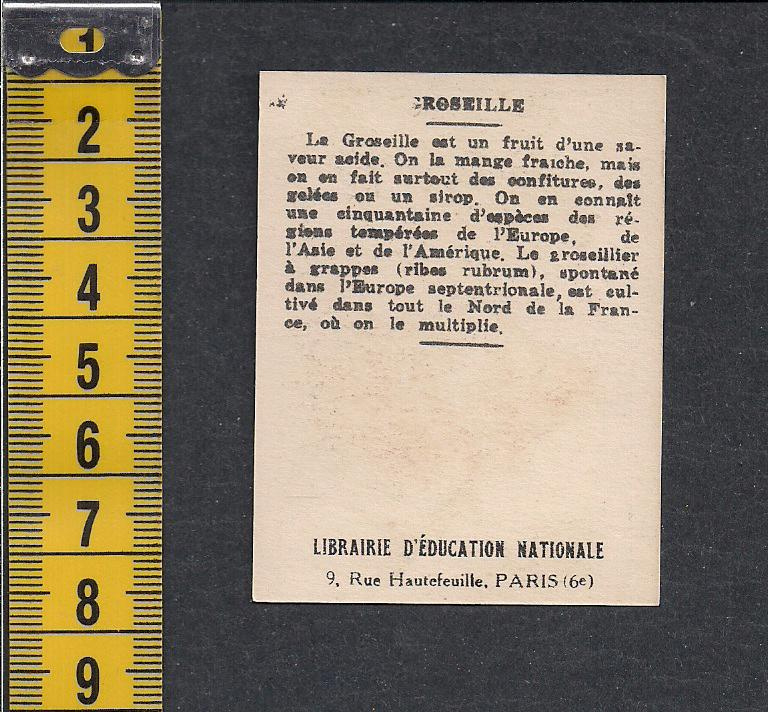 1
2
3
4
5
6
7
8
9
GROSEILLE
La Groseille est un fruit d'une sa-
veur acide. On la mange fraîche, mais
on en fait surtout des confitures, des
gelées ou un sirop. On en connaît
une cinquantaine d'espèces des ré-
gions tempérées de l'Europe, de
l'Asie et de l'Amérique. Le groseillier
à grappes (ribes rubrum), spontané
dans l'Europe septentrionale, est cul-
tivé dans tout le Nord de la Fran-
ce, où on le multiplie.
LIBRAIRIE D'ÉDUCATION NATIONALE
9, Rue Hautefeuille, PARIS (6e)